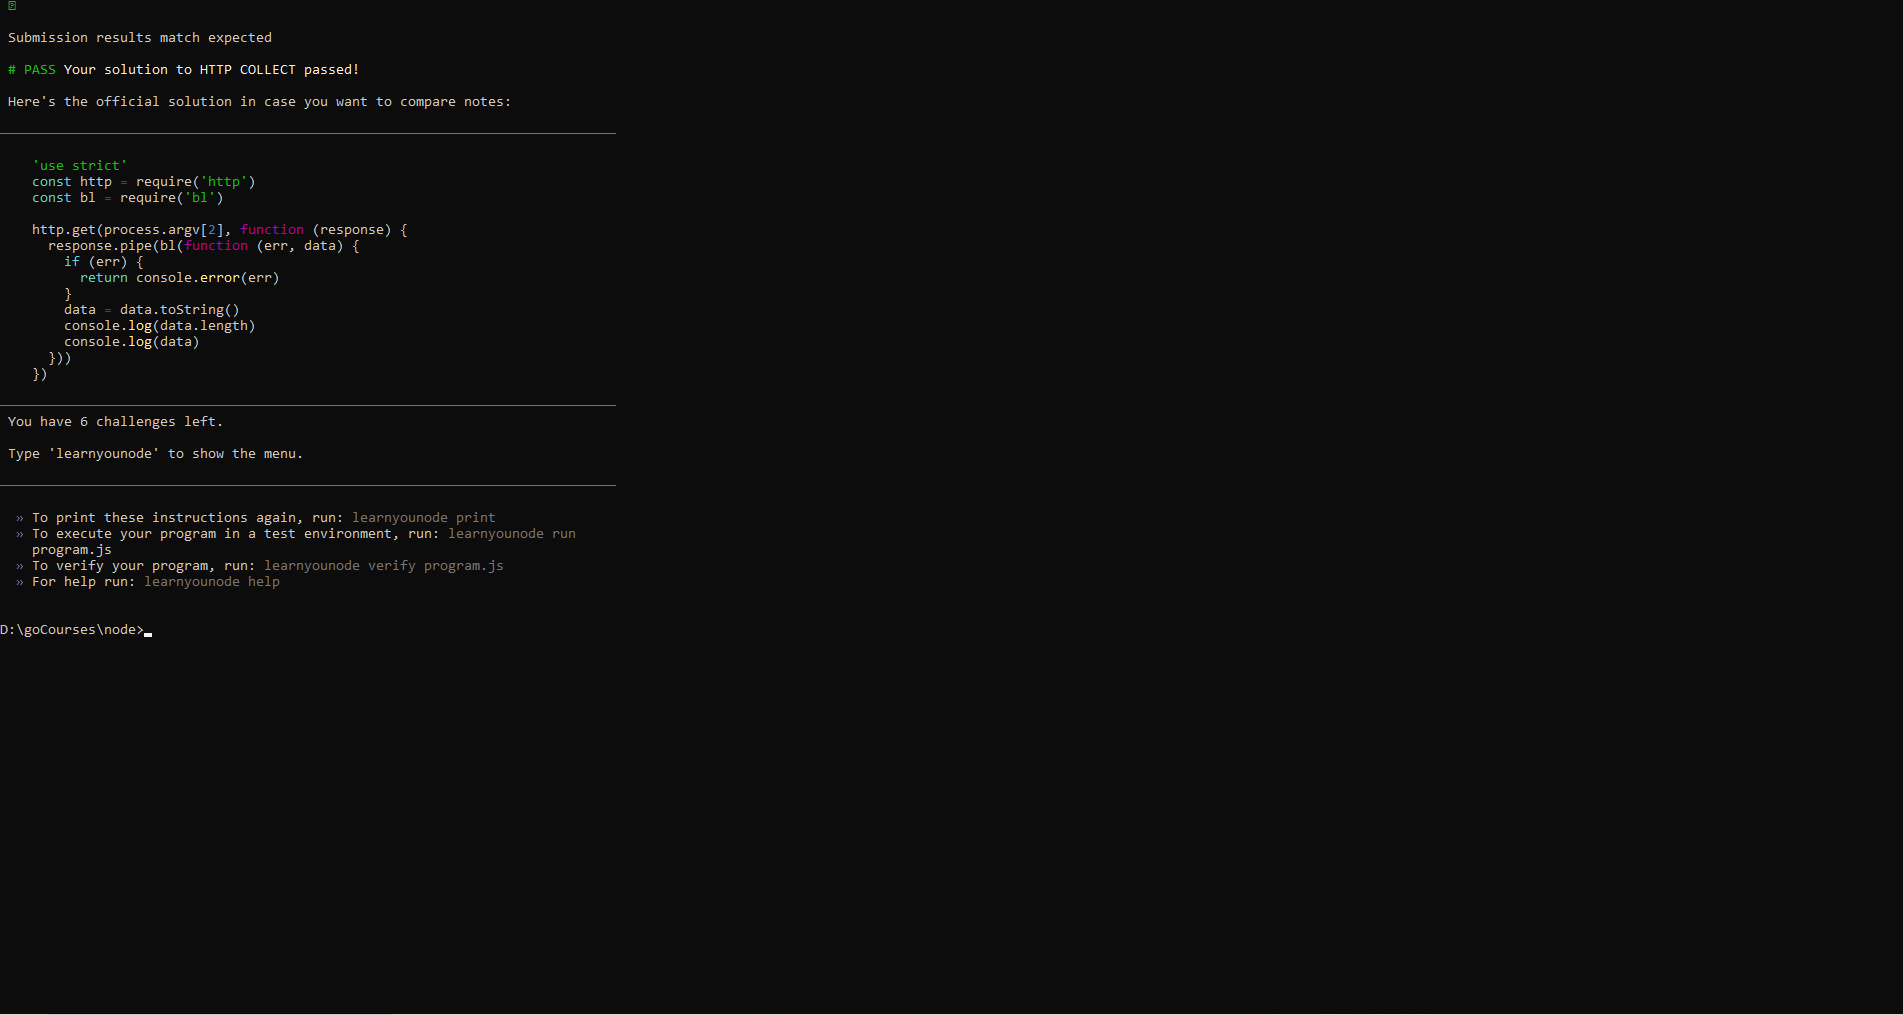 Submission results match expected
# PASS Your solution to HTTP COLLECT passed!
Here's the official solution in case you want to compare notes:
'use strict'
const http = require('http')
const bl = require('bl')
http.get(process.argv[2], function (response) {
response.pipe(bl(function (err, data) {
if (err) {
return console.error(err)
}
data = data.toString()
console.log(data.length)
console.log(data)
}))
})
You have 6 challenges left.
Type 'learnyounode' to show the menu.
» To print these instructions again, run: learnyounode print
» To execute your program in a test environment, run: learnyounode run
program.js
» To verify your program, run: learnyounode verify program.js
» For help run: learnyounode help
D:\goCourses\node>